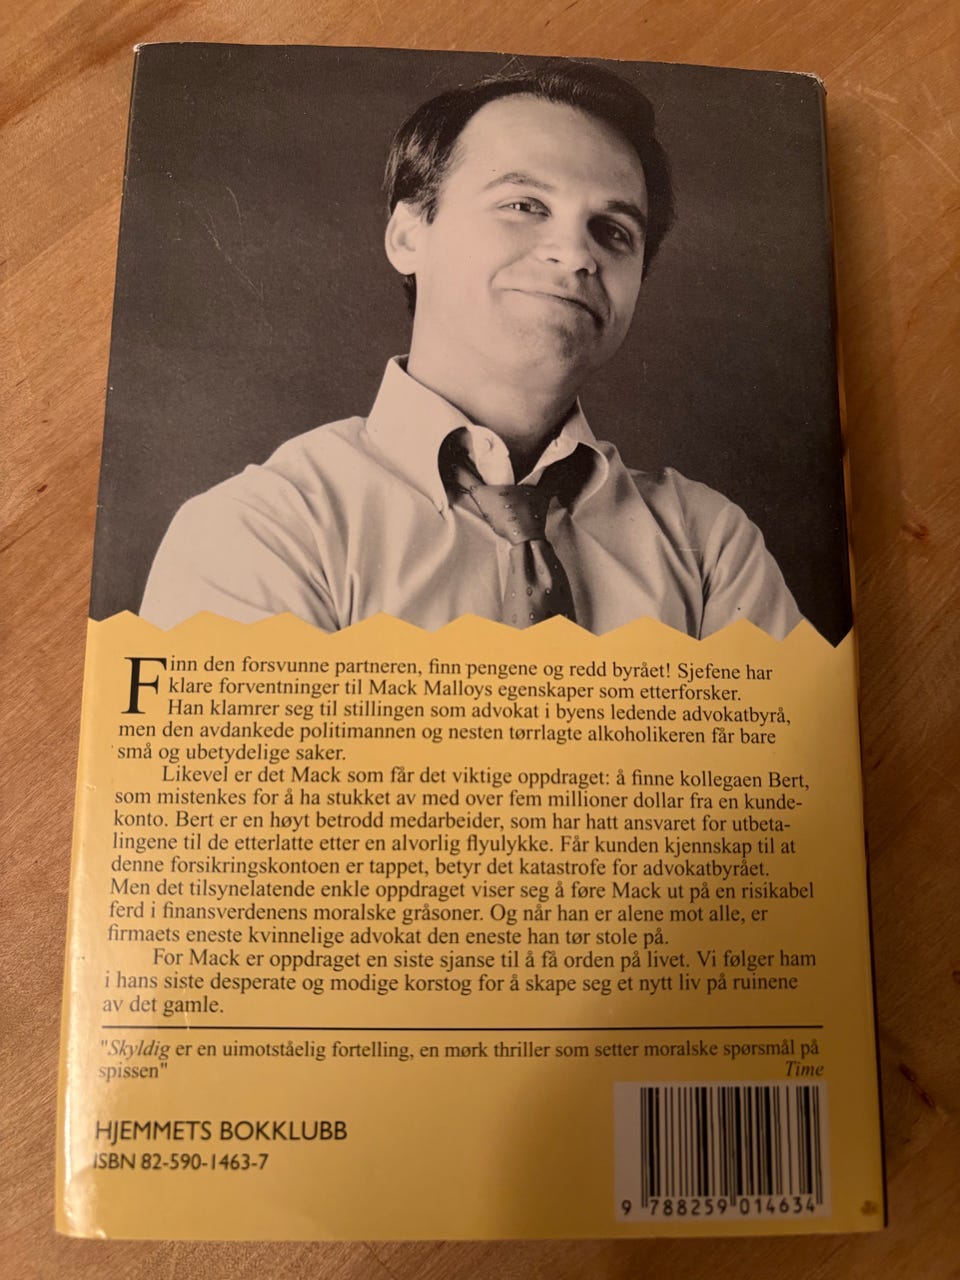 Finn den forsvunne partneren, finn pengene og redd byrået! Sjefene har
klare forventninger til Mack Malloys egenskaper som etterforsker.
Han klamrer seg til stillingen som advokat i byens ledende advokatbyrå,
men den avdankede politimannen og nesten tørrlagte alkoholikeren får bare
små og ubetydelige saker.
Likevel er det Mack som får det viktige oppdraget: å finne kollegaen Bert,
som mistenkes for å ha stukket av med over fem millioner dollar fra en kunde-
konto. Bert er en høyt betrodd medarbeider, som har hatt ansvaret for utbeta-
lingene til de etterlatte etter en alvorlig flyulykke. Får kunden kjennskap til at
denne forsikringskontoen er tappet, betyr det katastrofe for advokatbyrået.
Men det tilsynelatende enkle oppdraget viser seg å føre Mack ut på en risikabel
ferd i finansverdenens moralske gråsoner. Og når han er alene mot alle, er
firmaets eneste kvinnelige advokat den eneste han tør stole på.
For Mack er oppdraget en siste sjanse til å få orden på livet. Vi følger ham
i hans siste desperate og modige korstog for å skape seg et nytt liv på ruinene
av det gamle.
"Skyldig er en uimotståelig fortelling, en mørk thriller som setter moralske spørsmål på
spissen" Time
HJEMMETS BOKKLUBB
ISBN 82-590-1463-7
9 788259 014634